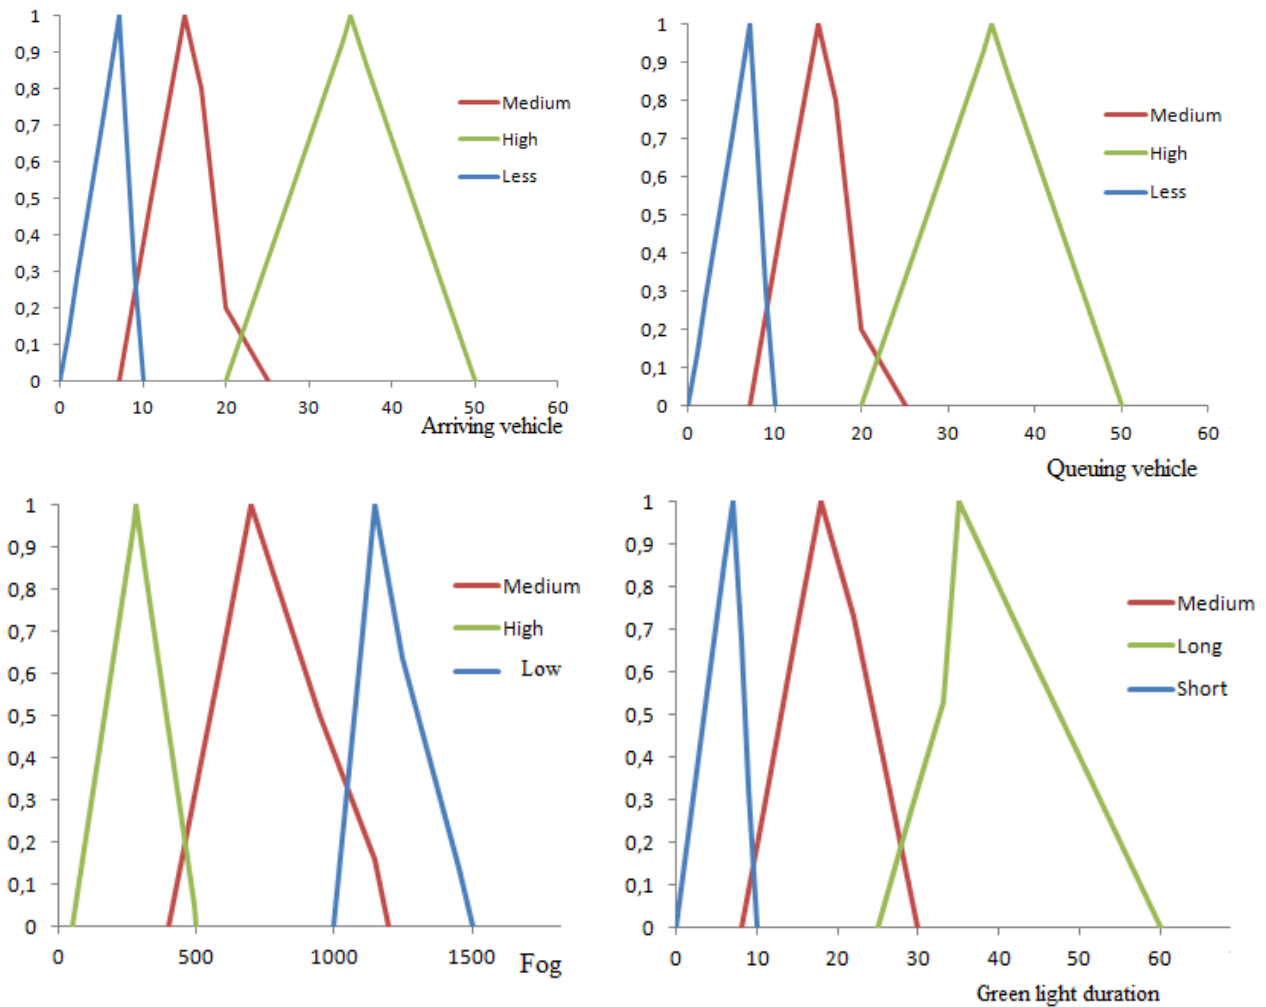 1
0,9
0,8
0,7
0,6
0,5
0,4
0,3
0,2
0,1
0
0 10 20 30 40 50 60
Medium
High
Less
Arriving vehicle
1
0,9
0,8
0,7
0,6
0,5
0,4
0,3
0,2
0,1
0
0 10 20 30 40 50 60
Medium
High
Less
Queuing vehicle
1
0,9
0,8
0,7
0,6
0,5
0,4
0,3
0,2
0,1
0
0 500 1000 1500
Medium
High
Low
Fog
1
0,9
0,8
0,7
0,6
0,5
0,4
0,3
0,2
0,1
0
0 10 20 30 40 50 60
Medium
Long
Short
Green light duration